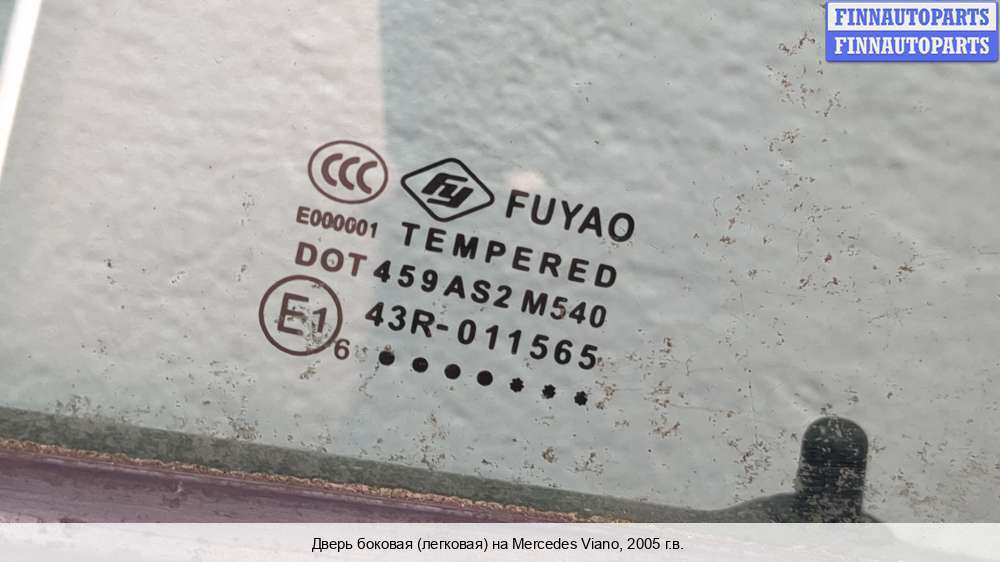 FINNAUTOPARTS
FINNAUTOPARTS
CCC
Fy FUYAO
E000001 TEMPERED
DOT 459 AS2 M540
E1 43R-011565
6
Дверь боковая (легковая) на Mercedes Viano, 2005 г.в.